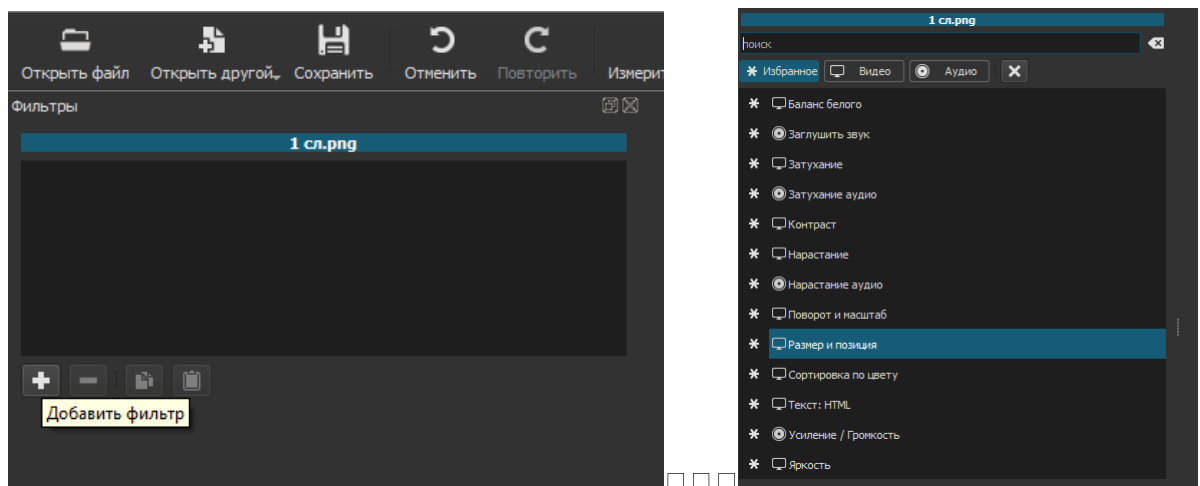 Открыть файл Открыть другой Сохранить Отменить Повторить Измерит
Фильтры
1 сл.png
Добавить фильтр
1 сл.png
поиск
Избранное Видео Аудио
Баланс белого
Заглушить звук
Затухание
Затухание аудио
Контраст
Нарастание
Нарастание аудио
Поворот и масштаб
Размер и позиция
Сортировка по цвету
Текст: HTML
Усиление / Громкость
Яркость